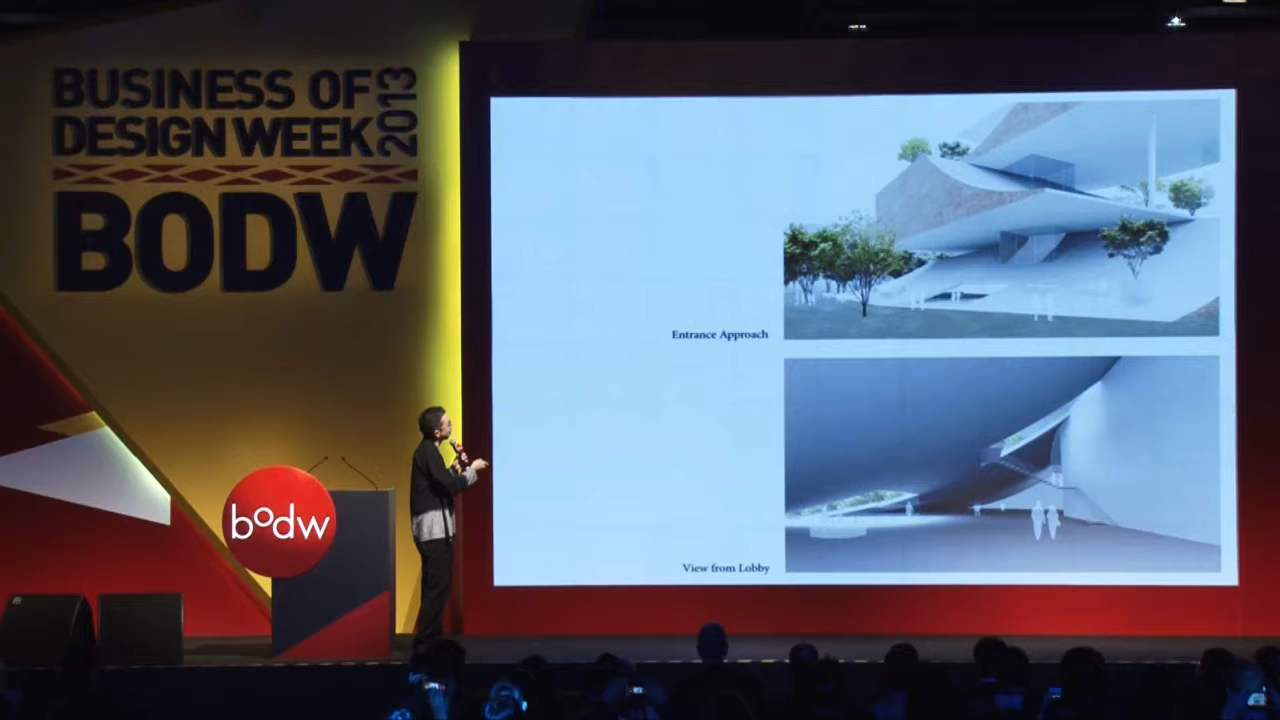 BUSINESS OF
DESIGN WEEK
2013
BODW
bodw
Entrance Approach
View from Lobby